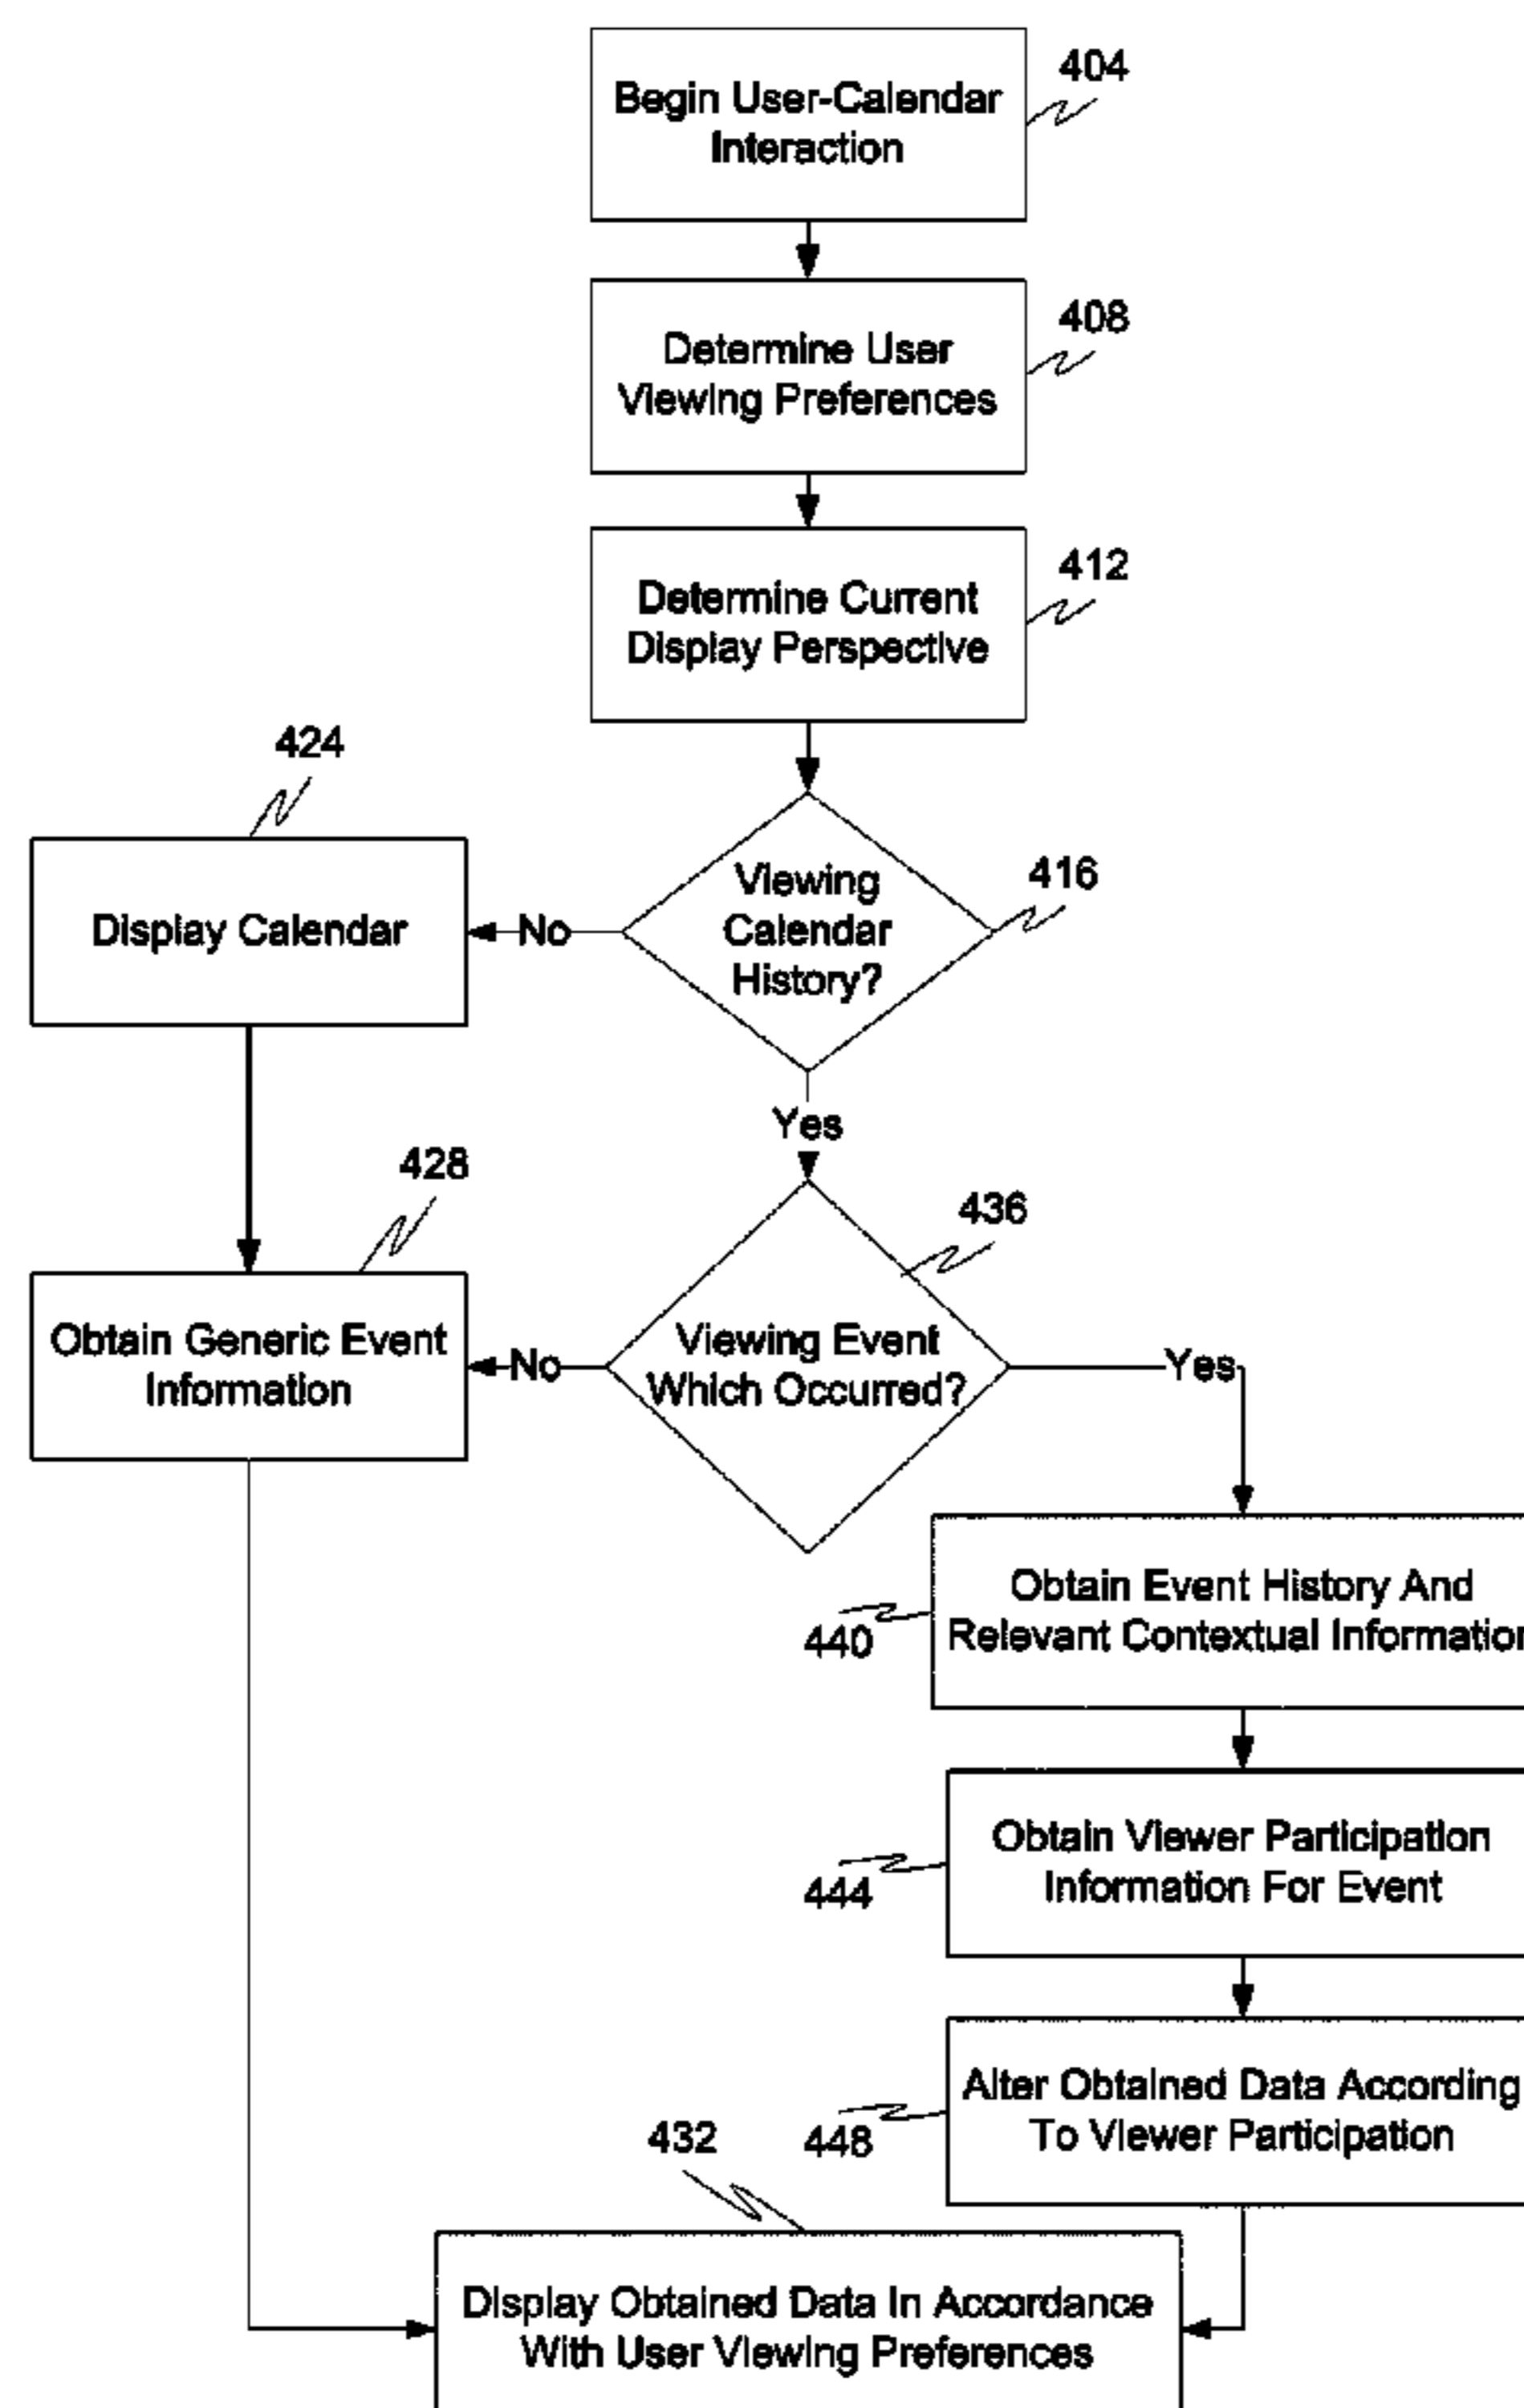 404
Begin User-Calendar
Interaction
408
Determine User
Viewing Preferences
412
Determine Current
Display Perspective
424
416
Viewing
Calendar
History?
No
Display Calendar
Yes
428
436
Obtain Generic Event
Information
No
Viewing Event
Which Occurred?
Yes
440
Obtain Event History And
Relevant Contextual Information
444
Obtain Viewer Participation
Information For Event
448
Alter Obtained Data According
To Viewer Participation
432
Display Obtained Data In Accordance
With User Viewing Preferences